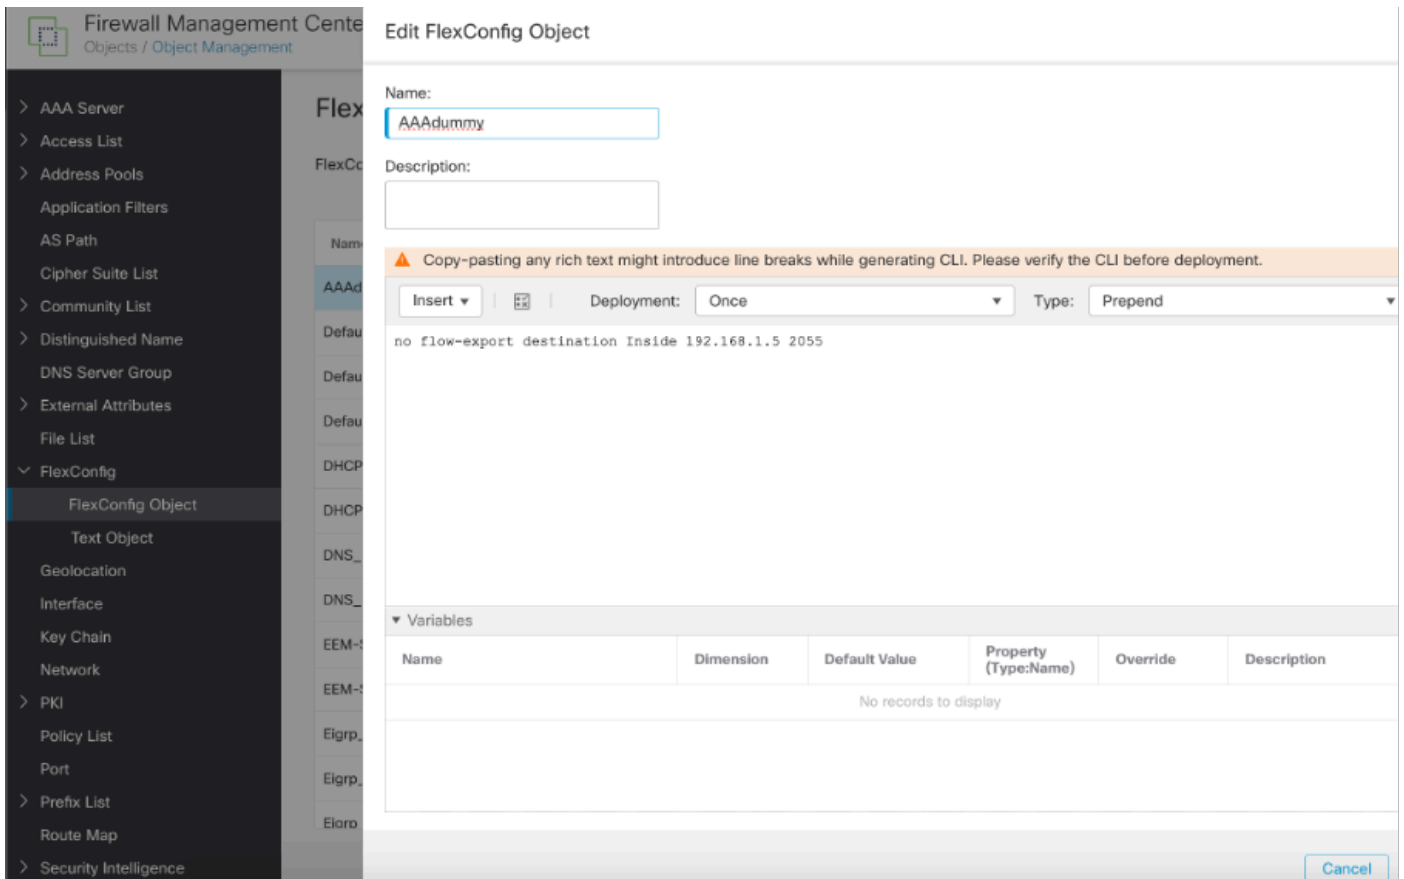 Firewall Management Cente
Objects / Object Management
AAA Server
Access List
Address Pools
Application Filters
AS Path
Cipher Suite List
Community List
Distinguished Name
DNS Server Group
External Attributes
File List
FlexConfig
FlexConfig Object
Text Object
Geolocation
Interface
Key Chain
Network
PKI
Policy List
Port
Prefix List
Route Map
Security Intelligence
Flex
FlexCo
Nam
AAAd
Defau
Defau
Defau
DHCP
DHCP
DNS_
DNS_
EEM-S
EEM-S
Eigrp_
Eigrp_
Eigrp
Edit FlexConfig Object
Name:
AAAdummy
Description:
Copy-pasting any rich text might introduce line breaks while generating CLI. Please verify the CLI before deployment.
Insert Deployment: Once Type: Prepend
no flow-export destination Inside 192.168.1.5 2055
Variables
Name Dimension Default Value Property (Type:Name) Override Description
No records to display
Cancel